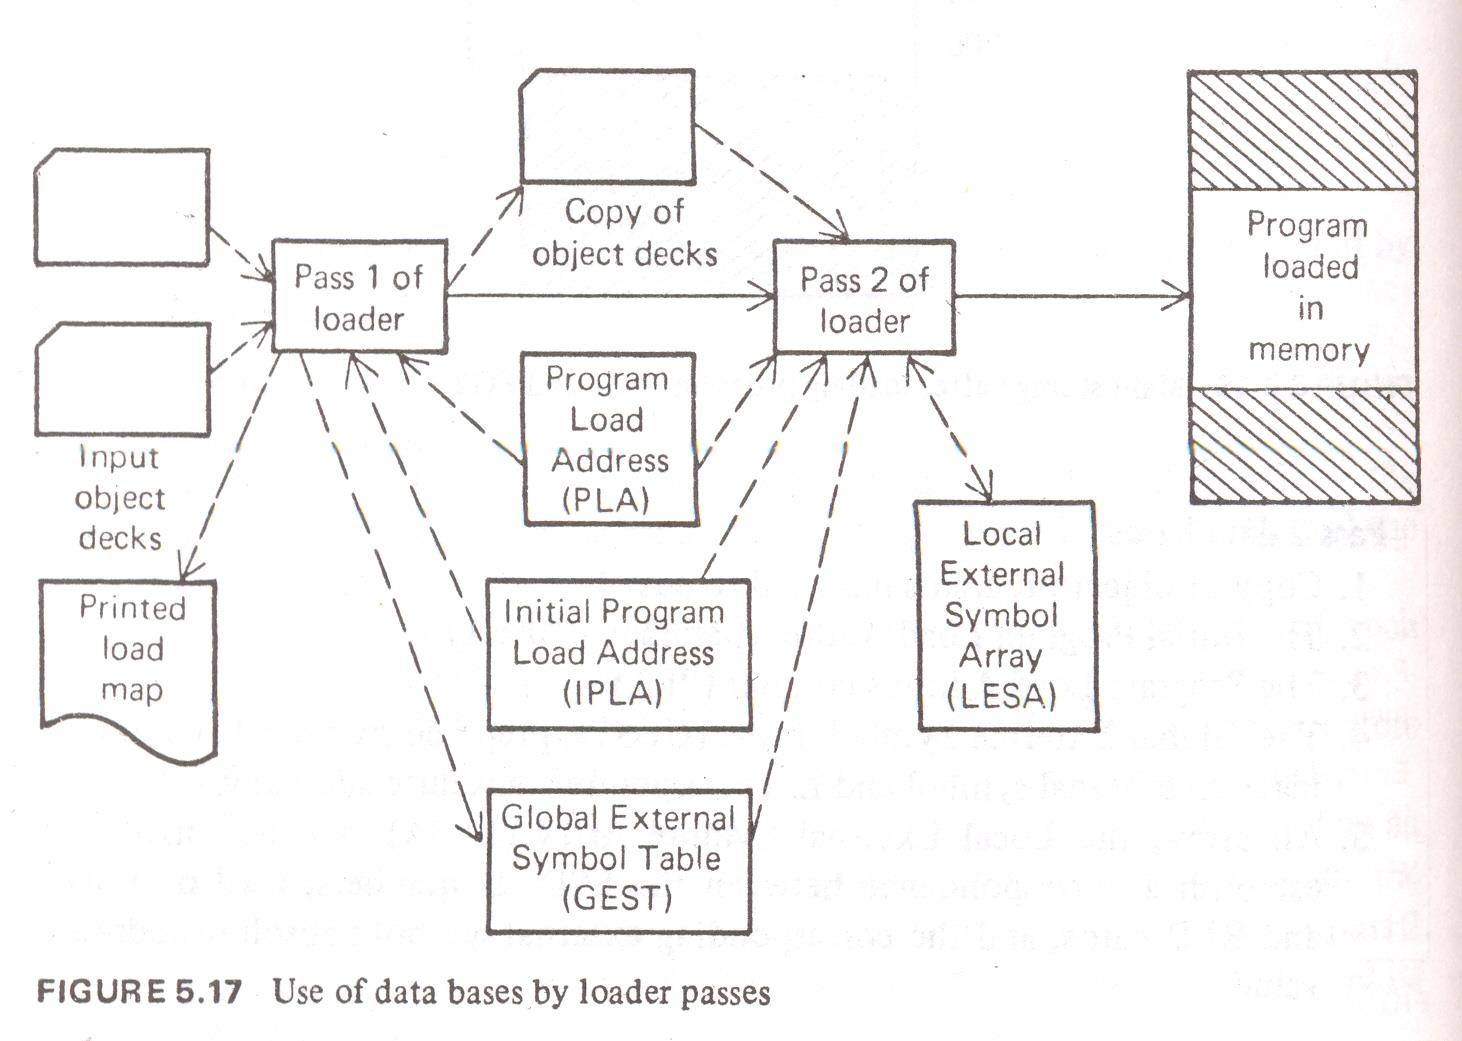 Copy of
object decks
Pass 1 of
loader
Pass 2 of
loader
Program
loaded
in
memory
Program
Load
Address
(PLA)
Input
object
decks
Printed
load
map
Initial Program
Load Address
(IPLA)
Local
External
Symbol
Array
(LESA)
Global External
Symbol Table
(GEST)
FIGURE 5.17 Use of data bases by loader passes